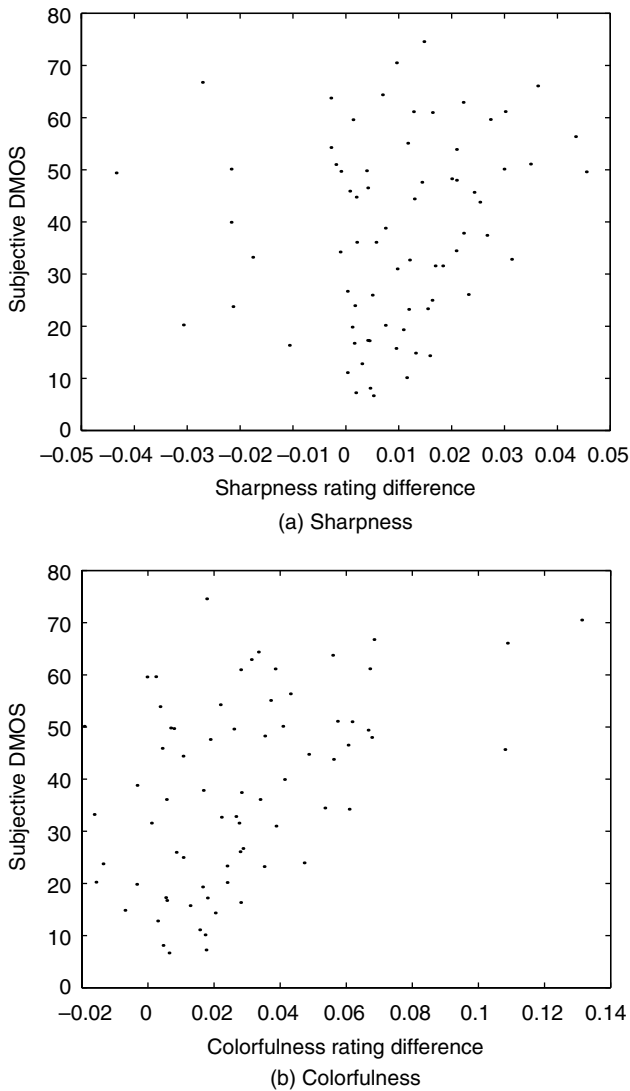 80
70
60
50
40
30
20
10
0
Subjective DMOS
−0.05 −0.04 −0.03 −0.02 −0.01 0 0.01 0.02 0.03 0.04 0.05
Sharpness rating difference
(a) Sharpness
80
70
60
50
40
30
20
10
0
Subjective DMOS
−0.02 0 0.02 0.04 0.06 0.08 0.1 0.12 0.14
Colorfulness rating difference
(b) Colorfulness